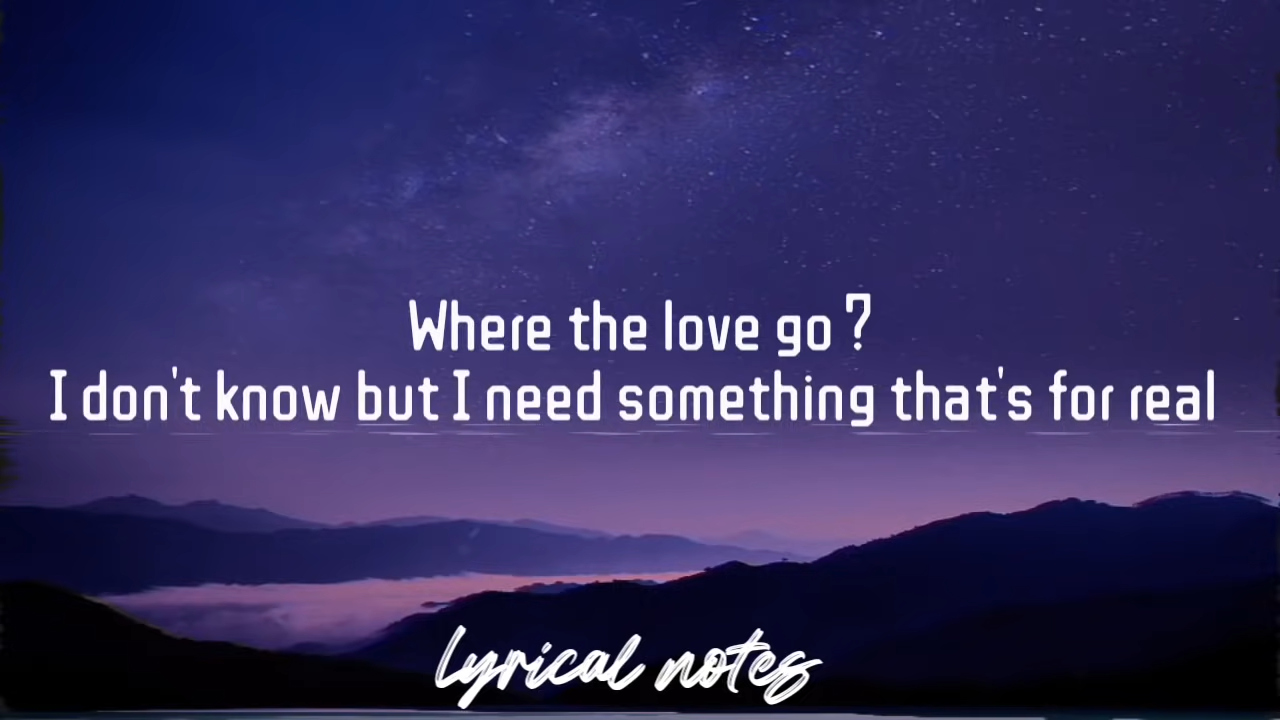 Where the love go?
I don't know but I need something that's for real
lyrical notes